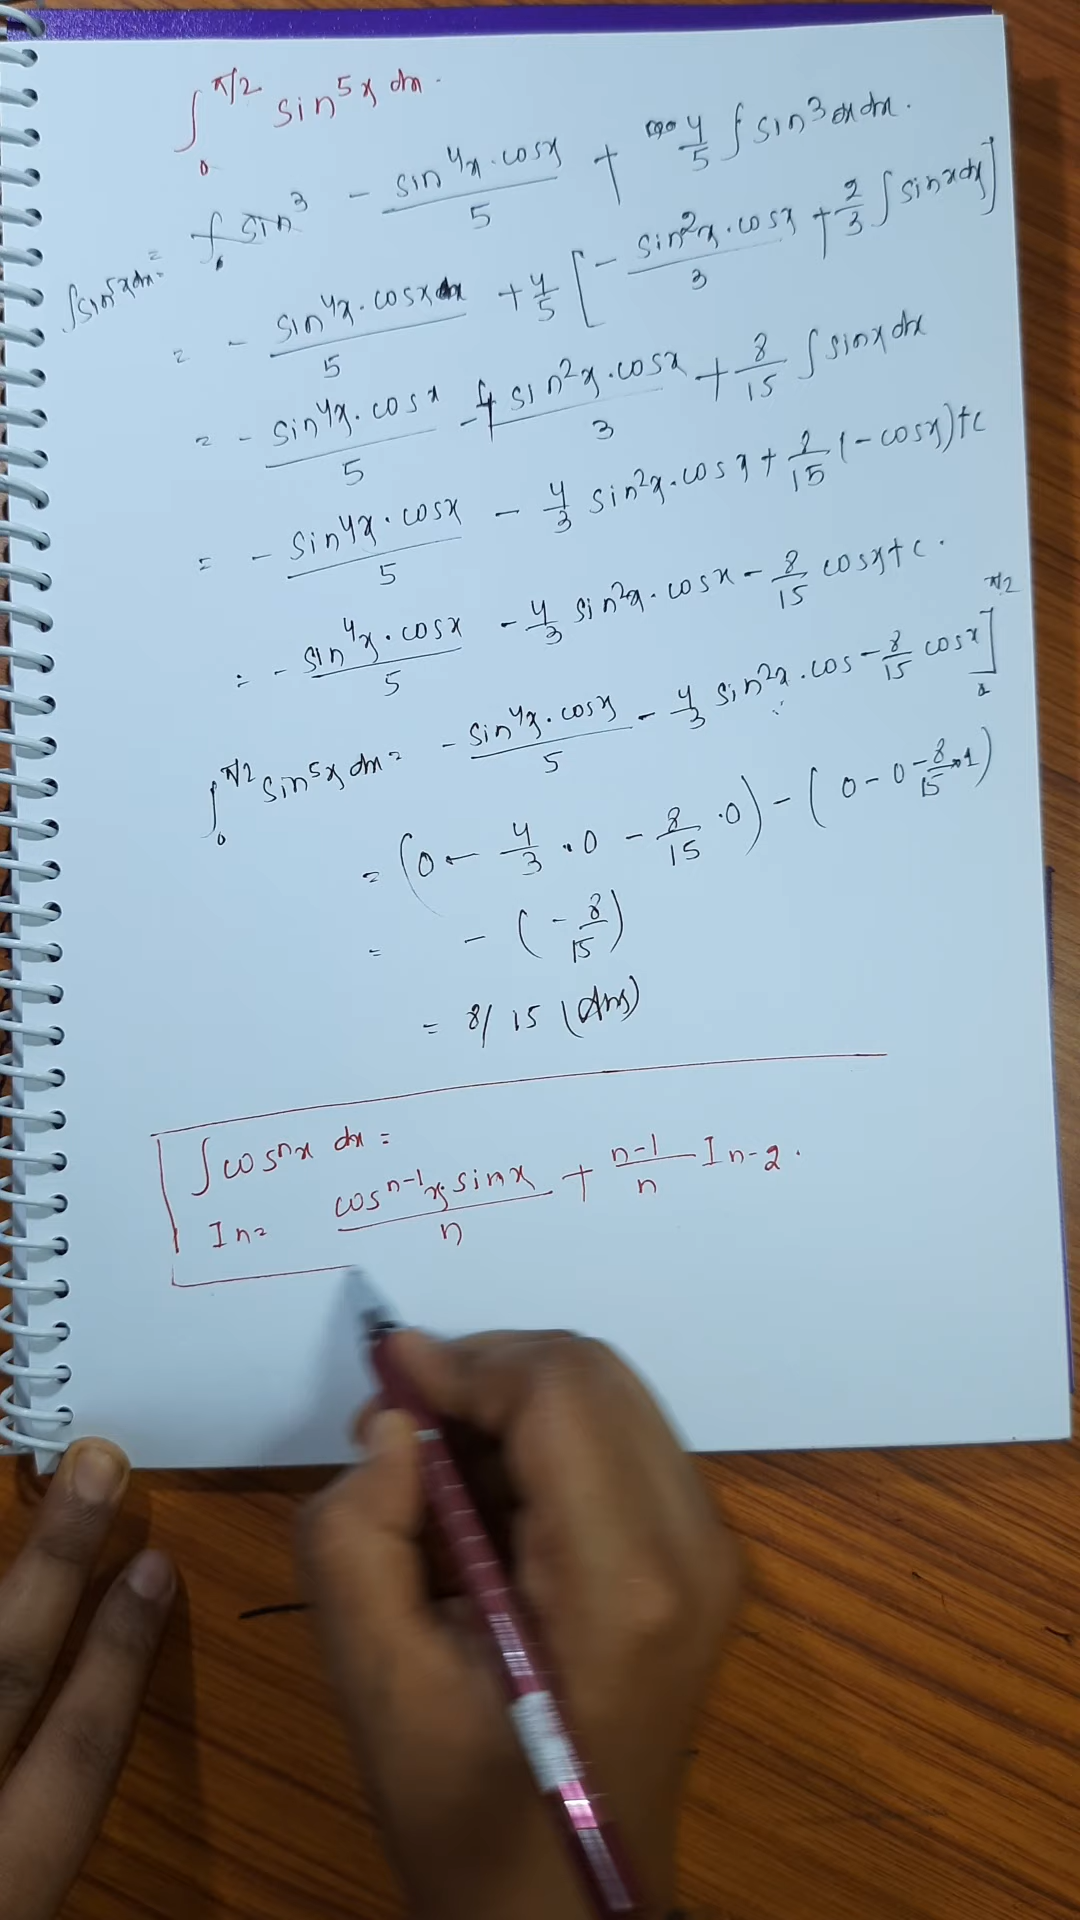 ∫₀^π/2 sin⁵x dx.
∫sin⁵x dx = - sin⁴x·cosx/5 + 4/5 ∫sin³x dx.
= - sin⁴x·cosx/5 + 4/5 [- sin²x·cosx/3 + 2/3 ∫sinx dx]
= - sin⁴x·cosx/5 - 4 sin²x·cosx/3 + 8/15 ∫sinx dx
= - sin⁴x·cosx/5 - 4/3 sin²x·cosx + 8/15 (-cosx)+c
= - sin⁴x·cosx/5 - 4/3 sin²x·cosx - 8/15 cosx+c.
∫₀^π/2 sin⁵x dx = - sin⁴x·cosx/5 - 4/3 sin²x·cos - 8/15 cosx]^π/2
= (0 - 4/3·0 - 8/15·0) - (0 - 0 - 8/15·1)
= - (- 8/15)
= 8/15 (Ans)
∫cosⁿx dx =
In = cosⁿ⁻¹x·sinx/n + n-1/n In-2.